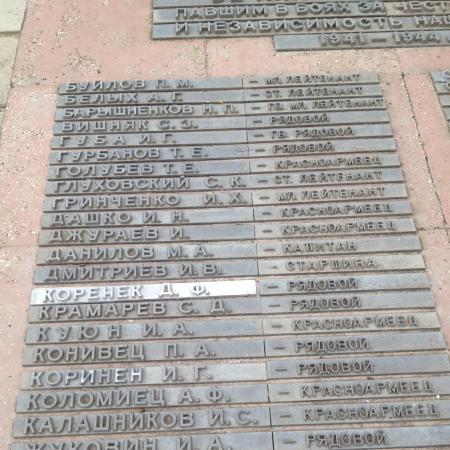 ПАВШИМ В БОЯХ ЗА
И НЕЗАВИСИМОСТЬ
1941 - 1944
БУЙЛОВ П. М. - МЛ. ЛЕЙТЕНАНТ
БЕЛЫХ А. Г. - СТ. ЛЕЙТЕНАНТ
БАРЫШНЕНКОВ Н. П. - ГВ. МЛ. ЛЕЙТЕНАНТ
ВИШНЯК С. З. - РЯДОВОЙ
ГУБА И. Г. - ГВ. РЯДОВОЙ
ГУРБАНОВ Т. Е. - РЯДОВОЙ
ГОЛУБЕВ Т. Е. - КРАСНОАРМЕЕЦ
ГЛУХОВСКИЙ С. К. - СТ. ЛЕЙТЕНАНТ
ГРИНЧЕНКО И. Х. - МЛ. ЛЕЙТЕНАНТ
ДАШКО И. Н. - КРАСНОАРМЕЕЦ
ДЖУРАЕВ И. - КРАСНОАРМЕЕЦ
ДАНИЛОВ М. А. - КАПИТАН
ДМИТРИЕВ И. В. - СТАРШИНА
КОРЕНЕК Д. Ф. - РЯДОВОЙ
КРАМАРЕВ С. Д. - РЯДОВОЙ
КУЮН И. А. - КРАСНОАРМЕЕЦ
КОНИВЕЦ П. А. - РЯДОВОЙ
КОРИНЕН И. Г. - РЯДОВОЙ
КОЛОМИЕЦ А. Ф. - КРАСНОАРМЕЕЦ
КАЛАШНИКОВ И. С. - КРАСНОАРМЕЕЦ
ЖУКОВИН И. А. - РЯДОВОЙ